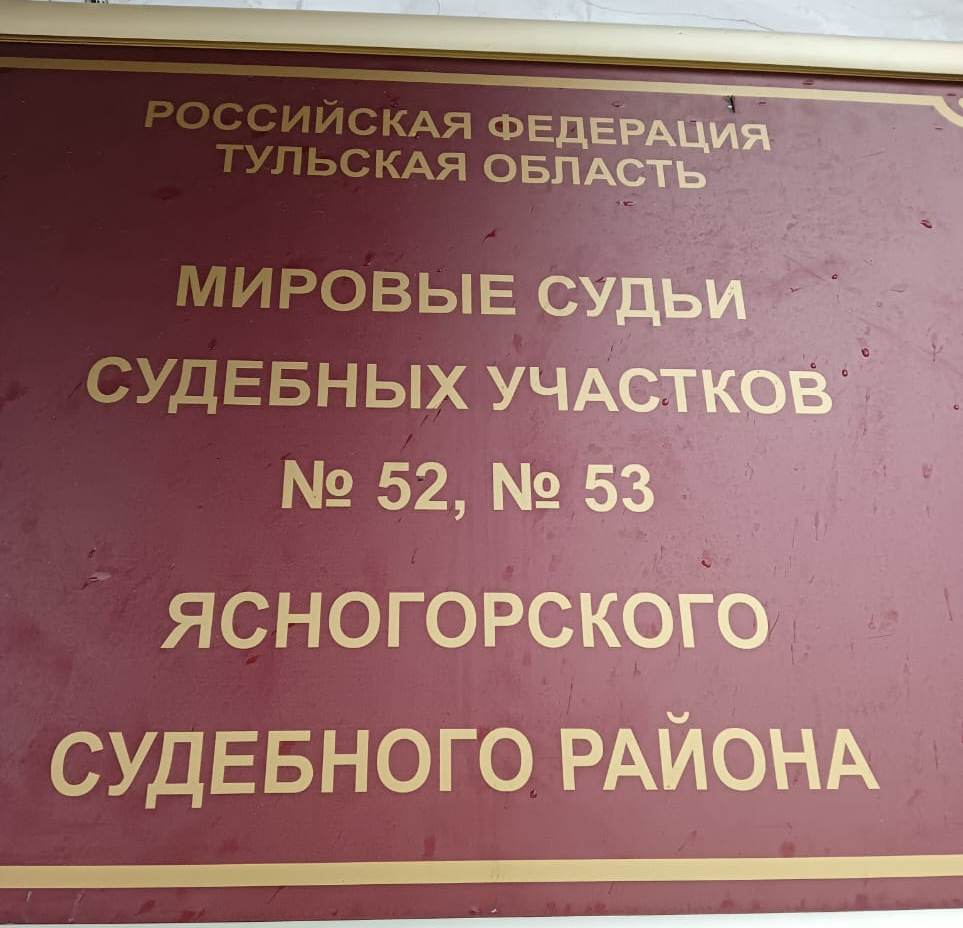 РОССИЙСКАЯ ФЕДЕРАЦИЯ
ТУЛЬСКАЯ ОБЛАСТЬ
МИРОВЫЕ СУДЬИ
СУДЕБНЫХ УЧАСТКОВ
№ 52, № 53
ЯСНОГОРСКОГО
СУДЕБНОГО РАЙОНА